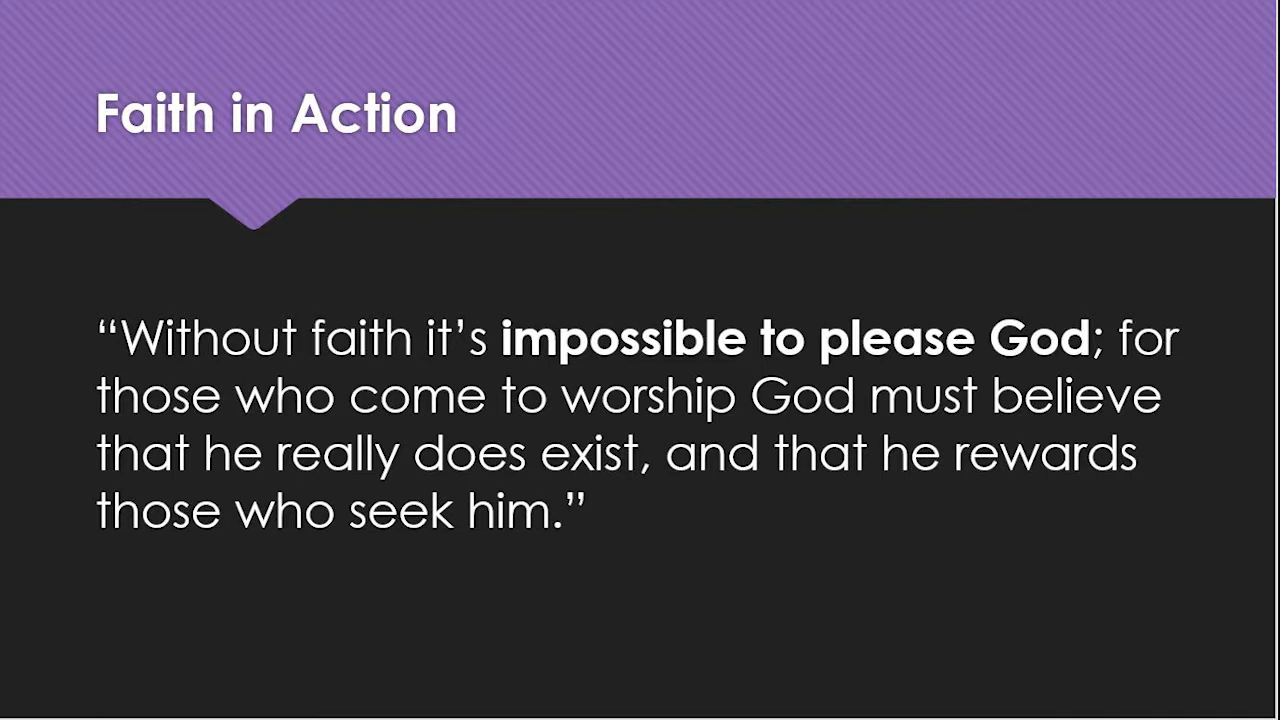 Faith in Action
“Without faith it’s impossible to please God; for
those who come to worship God must believe
that he really does exist, and that he rewards
those who seek him.”